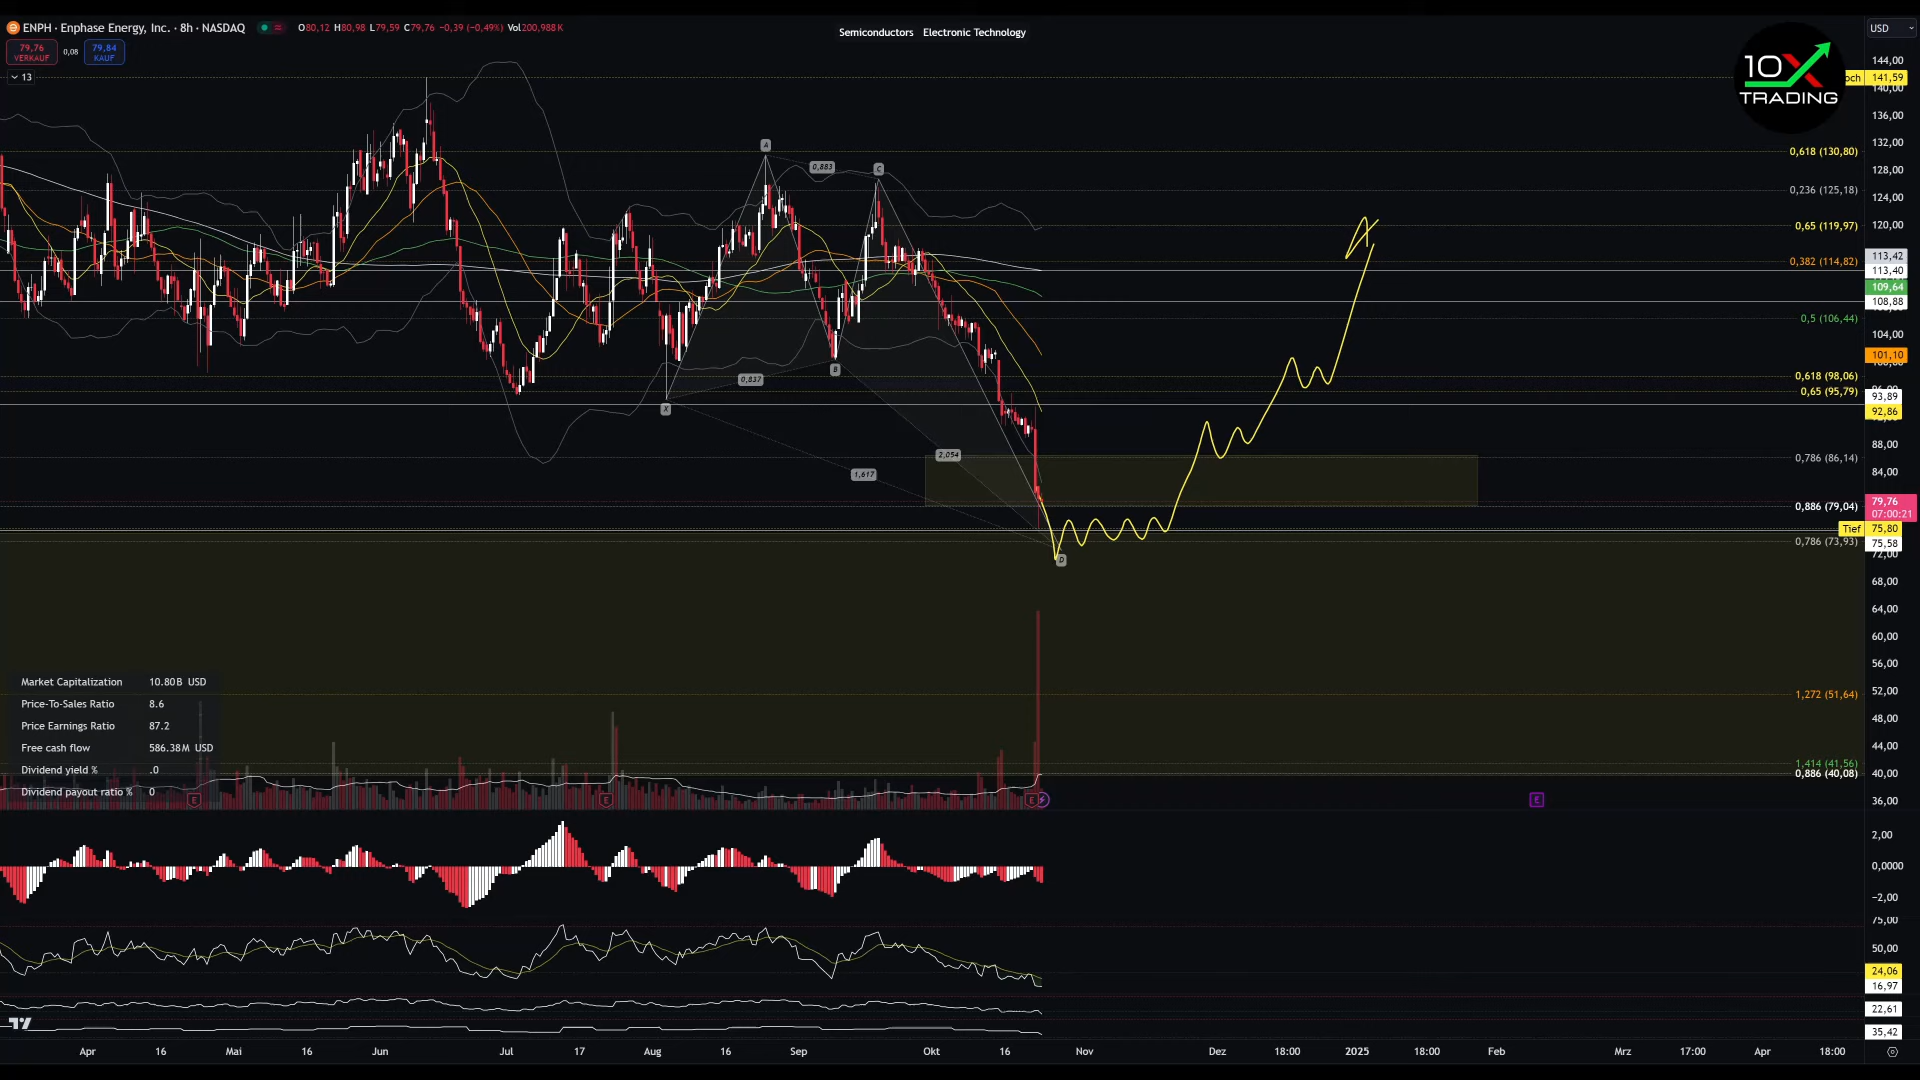 ENPH · Enphase Energy, Inc. · 8h · NASDAQ O80,12 H80,98 L79,59 C79,76 −0,39 (−0,49%) Vol200,988K
Semiconductors Electronic Technology
USD
79,76
VERKAUF
0,08
79,84
KAUF
13
10X
TRADING
144,00
och 141,59
140,00
136,00
132,00
0,618 (130,80)
128,00
0,236 (125,18)
124,00
0,65 (119,97)
120,00
113,42
0,382 (114,82)
113,40
109,64
108,88
0,5 (106,44)
104,00
101,10
0,618 (98,06)
0,65 (95,79)
93,89
92,86
88,00
0,786 (86,14)
84,00
79,76
07:00:21
0,886 (79,04)
Tief 75,80
0,786 (73,93)
75,58
72,00
68,00
64,00
60,00
56,00
52,00
1,272 (51,64)
48,00
44,00
1,414 (41,56)
0,886 (40,08)
40,00
36,00
A
0,883
C
0,837
B
X
2,054
1,617
D
Market Capitalization 10.80B USD
Price-To-Sales Ratio 8.6
Price Earnings Ratio 87.2
Free cash flow 586.38M USD
Dividend yield % .0
Dividend payout ratio % 0
E E E E
2,00
0,0000
−2,00
75,00
50,00
24,06
16,97
22,61
35,42
Apr 16 Mai 16 Jun Jul 17 Aug 16 Sep Okt 16 Nov Dez 18:00 2025 18:00 Feb Mrz 17:00 Apr 18:00